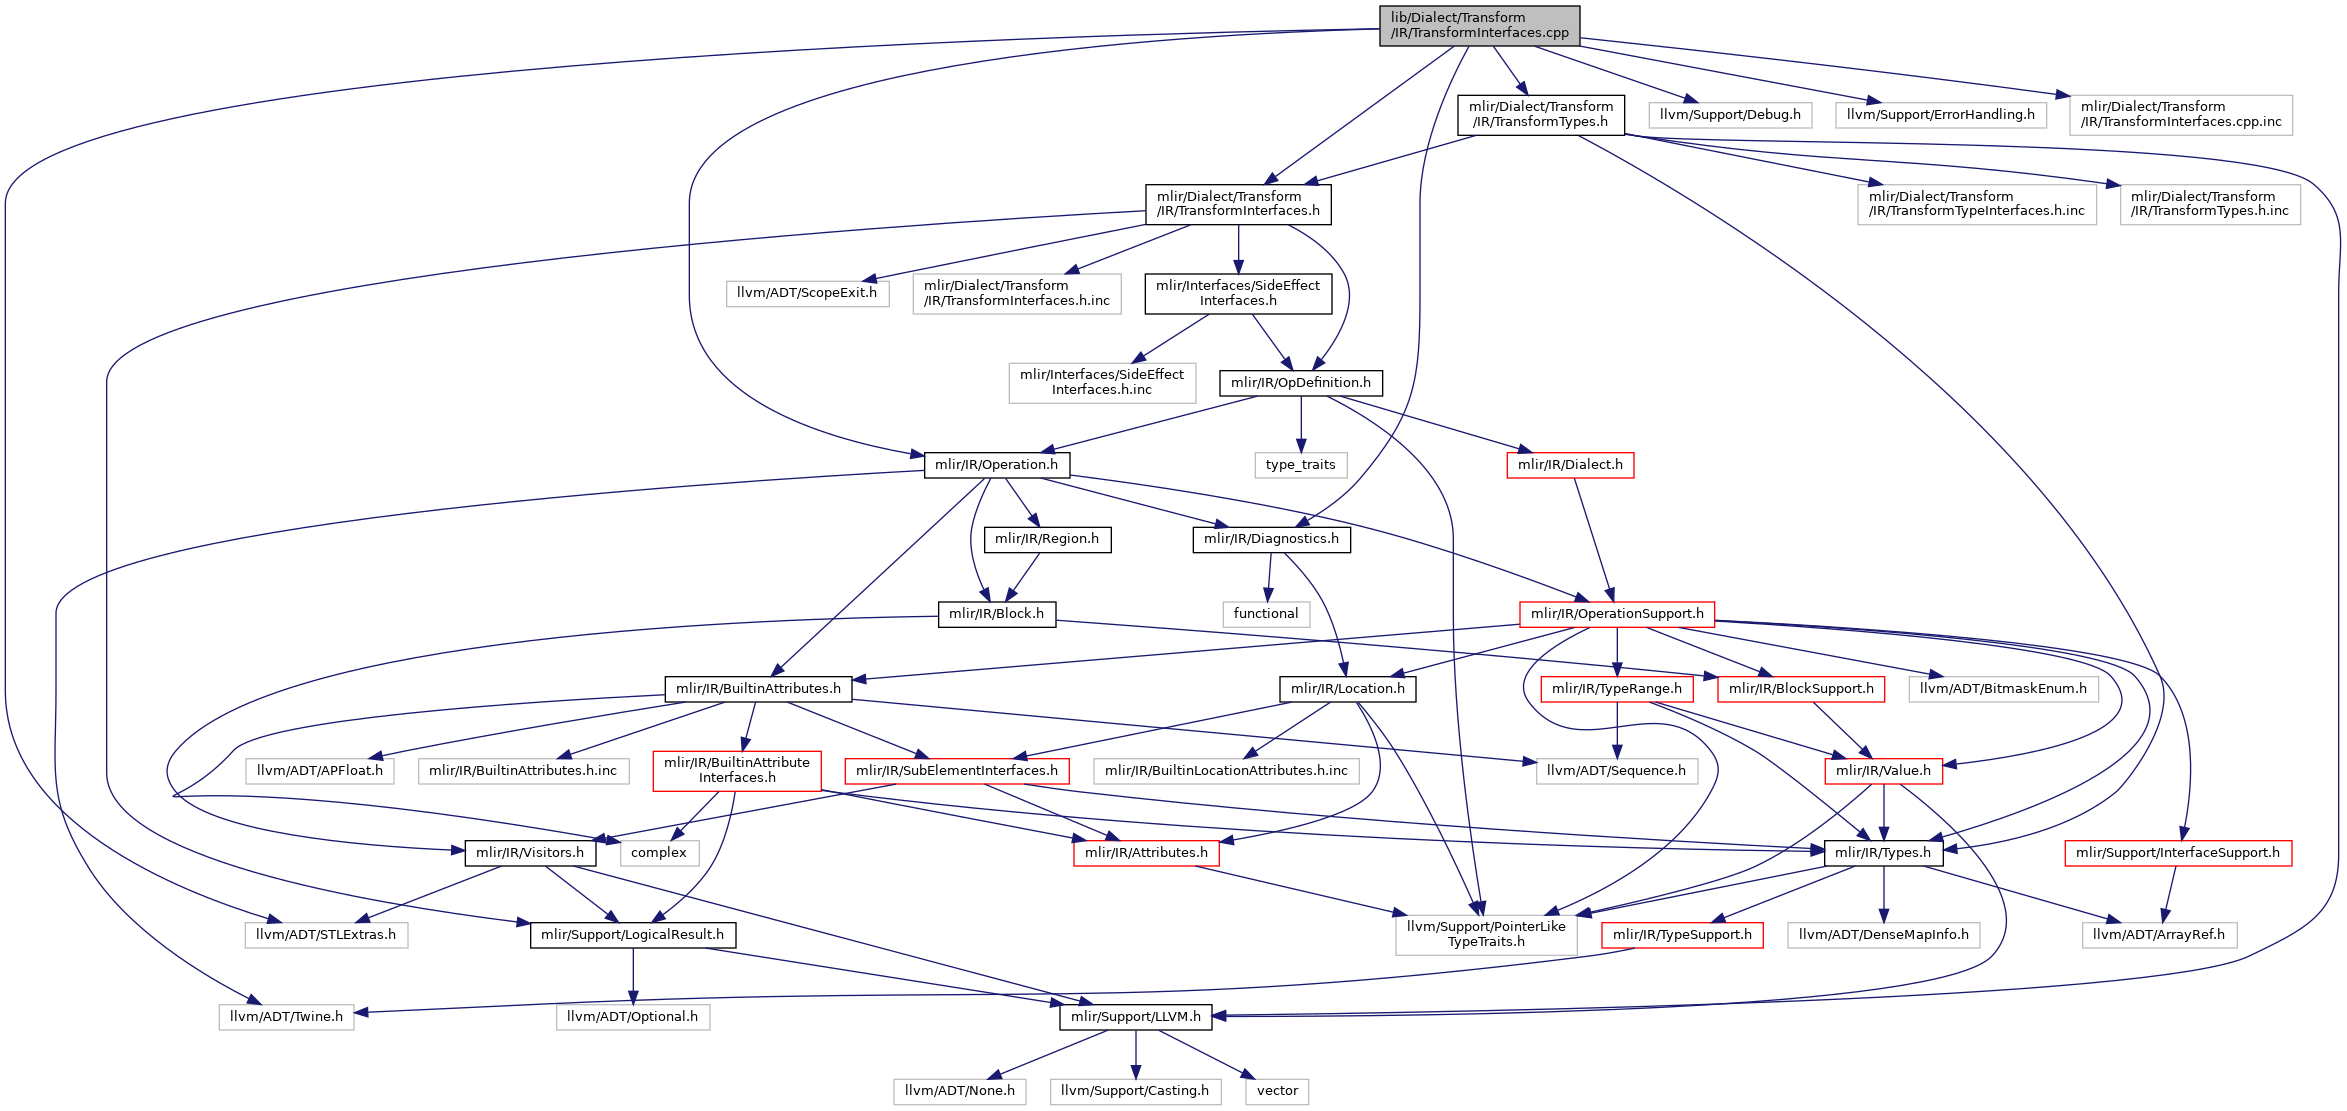 lib/Dialect/Transform
/IR/TransformInterfaces.cpp
mlir/Dialect/Transform
/IR/TransformTypes.h
llvm/Support/Debug.h
llvm/Support/ErrorHandling.h
mlir/Dialect/Transform
/IR/TransformInterfaces.cpp.inc
mlir/Dialect/Transform
/IR/TransformInterfaces.h
mlir/Dialect/Transform
/IR/TransformTypeInterfaces.h.inc
mlir/Dialect/Transform
/IR/TransformTypes.h.inc
llvm/ADT/ScopeExit.h
mlir/Dialect/Transform
/IR/TransformInterfaces.h.inc
mlir/Interfaces/SideEffect
Interfaces.h
mlir/Interfaces/SideEffect
Interfaces.h.inc
mlir/IR/OpDefinition.h
mlir/IR/Operation.h
type_traits
mlir/IR/Dialect.h
mlir/IR/Region.h
mlir/IR/Diagnostics.h
mlir/IR/Block.h
functional
mlir/IR/OperationSupport.h
mlir/IR/BuiltinAttributes.h
mlir/IR/Location.h
mlir/IR/TypeRange.h
mlir/IR/BlockSupport.h
llvm/ADT/BitmaskEnum.h
llvm/ADT/APFloat.h
mlir/IR/BuiltinAttributes.h.inc
mlir/IR/BuiltinAttribute
Interfaces.h
mlir/IR/SubElementInterfaces.h
mlir/IR/BuiltinLocationAttributes.h.inc
llvm/ADT/Sequence.h
mlir/IR/Value.h
mlir/IR/Visitors.h
complex
mlir/IR/Attributes.h
mlir/IR/Types.h
mlir/Support/InterfaceSupport.h
llvm/ADT/STLExtras.h
mlir/Support/LogicalResult.h
llvm/Support/PointerLike
TypeTraits.h
mlir/IR/TypeSupport.h
llvm/ADT/DenseMapInfo.h
llvm/ADT/ArrayRef.h
llvm/ADT/Twine.h
llvm/ADT/Optional.h
mlir/Support/LLVM.h
llvm/ADT/None.h
llvm/Support/Casting.h
vector